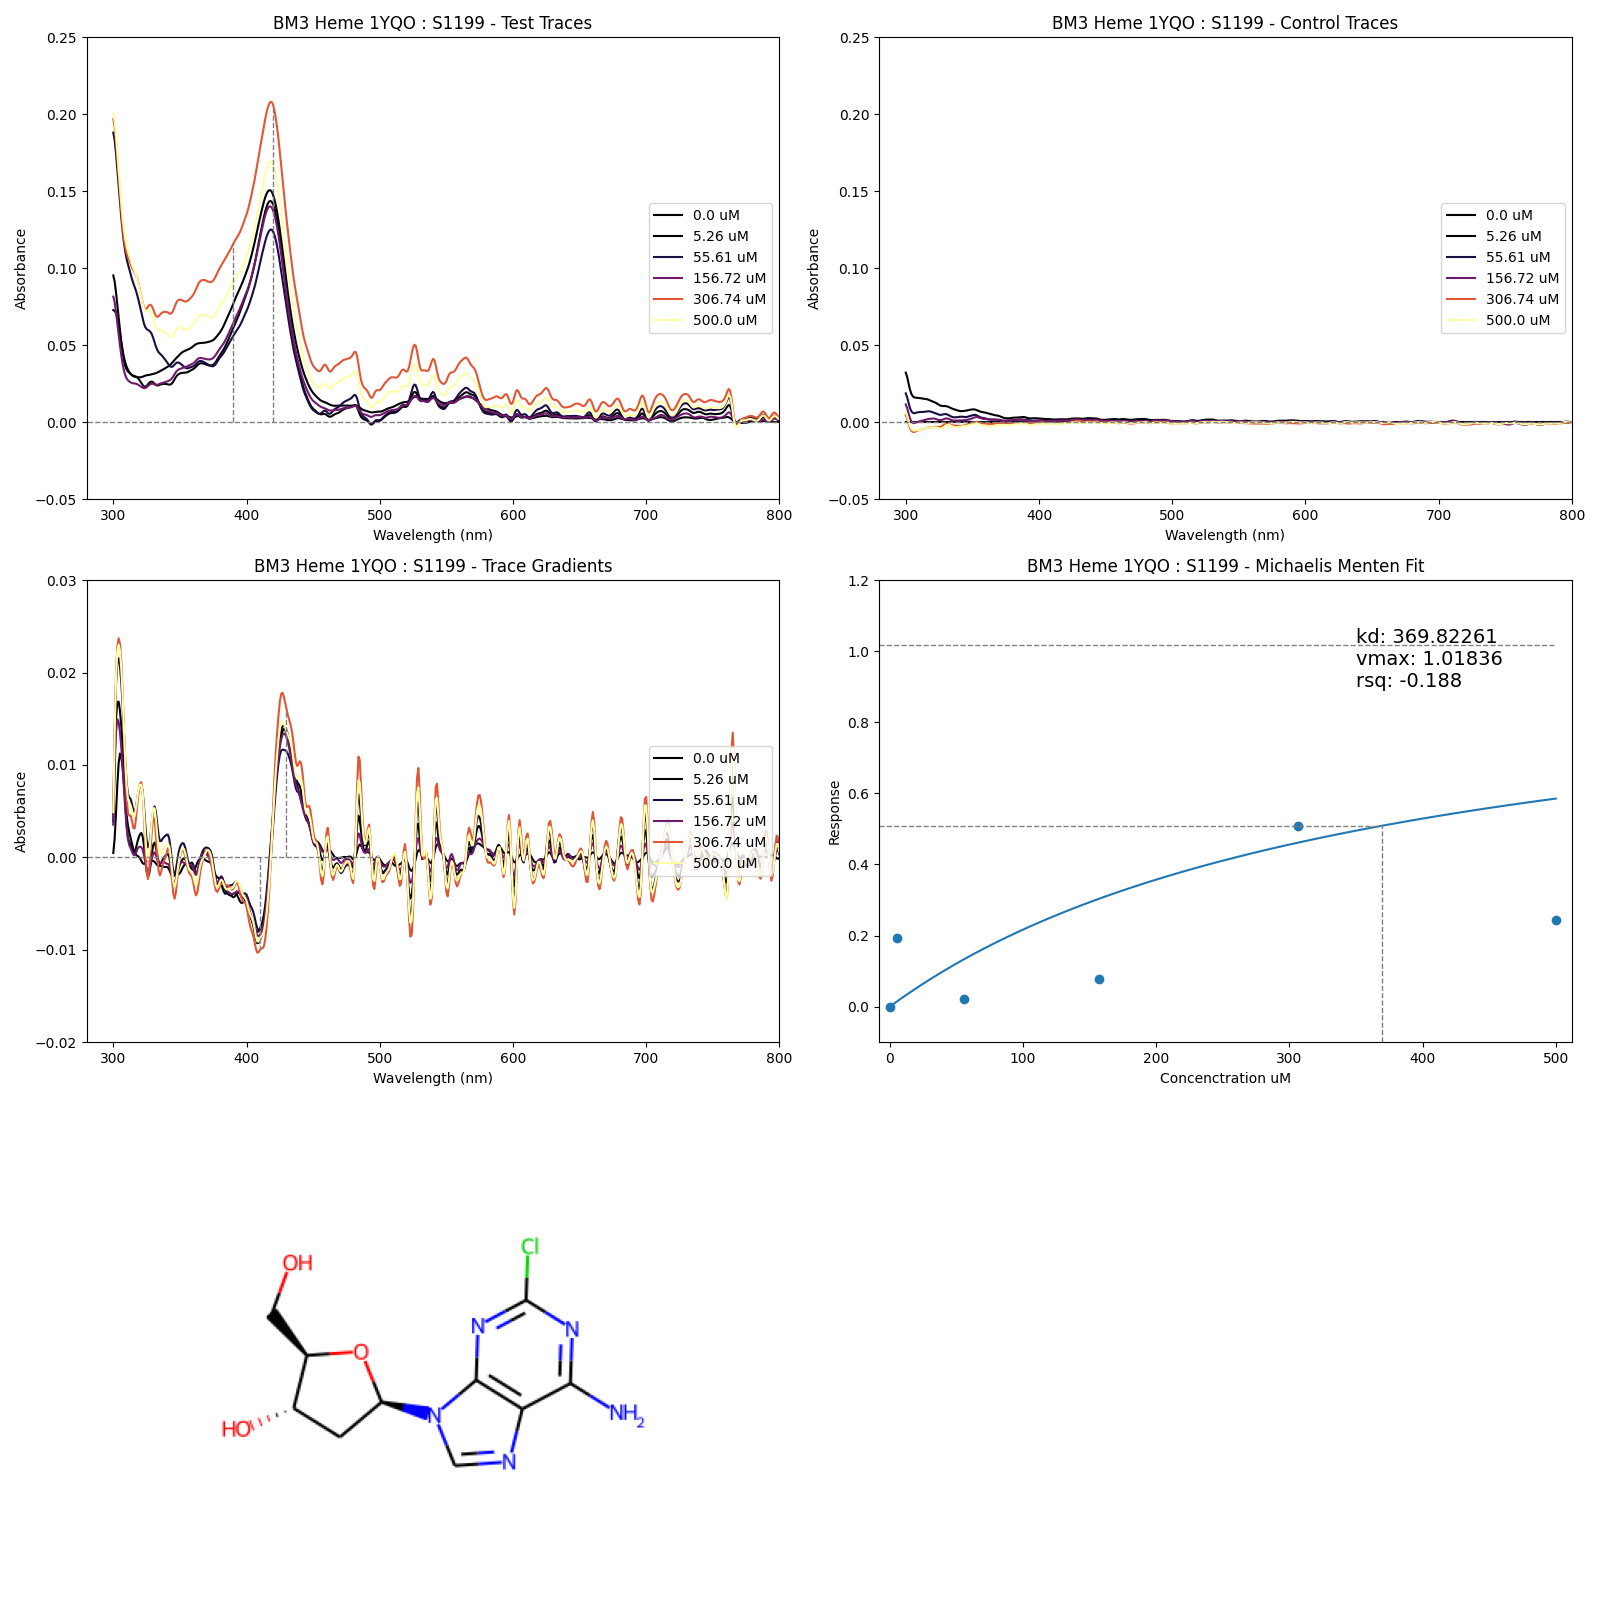 BM3 Heme 1YQO : S1199 - Test Traces
0.25
0.20
0.15
0.10
0.05
0.00
−0.05
Absorbance
300 400 500 600 700 800
Wavelength (nm)
0.0 uM
5.26 uM
55.61 uM
156.72 uM
306.74 uM
500.0 uM
BM3 Heme 1YQO : S1199 - Control Traces
0.25
0.20
0.15
0.10
0.05
0.00
−0.05
Absorbance
300 400 500 600 700 800
Wavelength (nm)
0.0 uM
5.26 uM
55.61 uM
156.72 uM
306.74 uM
500.0 uM
BM3 Heme 1YQO : S1199 - Trace Gradients
0.03
0.02
0.01
0.00
−0.01
−0.02
Absorbance
300 400 500 600 700 800
Wavelength (nm)
0.0 uM
5.26 uM
55.61 uM
156.72 uM
306.74 uM
500.0 uM
BM3 Heme 1YQO : S1199 - Michaelis Menten Fit
1.2
1.0
0.8
0.6
0.4
0.2
0.0
Response
0 100 200 300 400 500
Concenctration uM
kd: 369.82261
vmax: 1.01836
rsq: -0.188
Cl
OH
N
N
O
N
NH2
HO
N